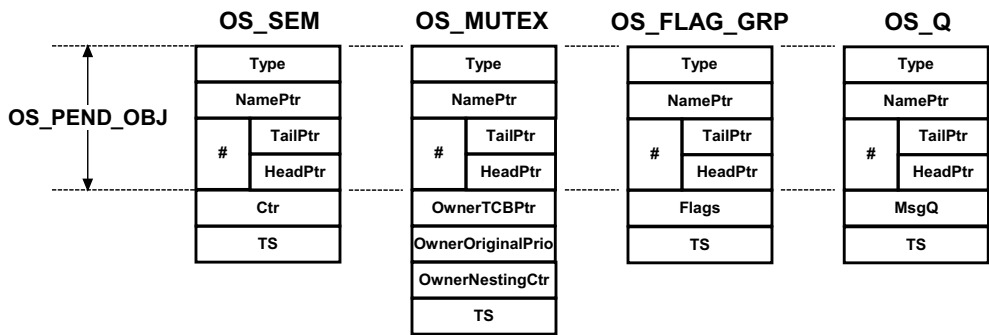 OS_SEM OS_MUTEX OS_FLAG_GRP OS_Q
Type Type Type Type
NamePtr NamePtr NamePtr NamePtr
OS_PEND_OBJ
# TailPtr # TailPtr # TailPtr # TailPtr
HeadPtr HeadPtr HeadPtr HeadPtr
Ctr OwnerTCBPtr Flags MsgQ
TS OwnerOriginalPrio TS TS
OwnerNestingCtr
TS